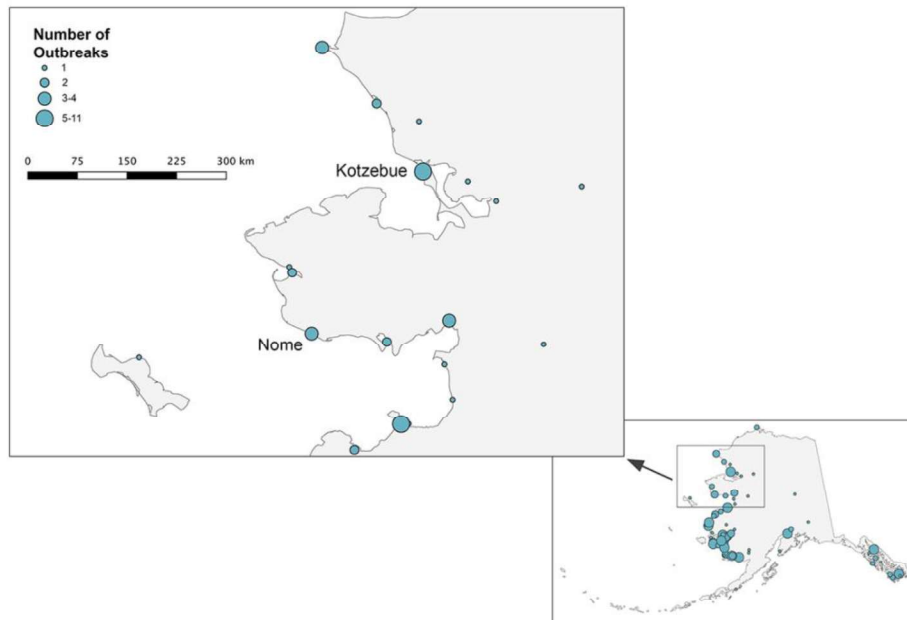 Number of
Outbreaks
1
2
3-4
5-11
0 75 150 225 300 km
Kotzebue
Nome